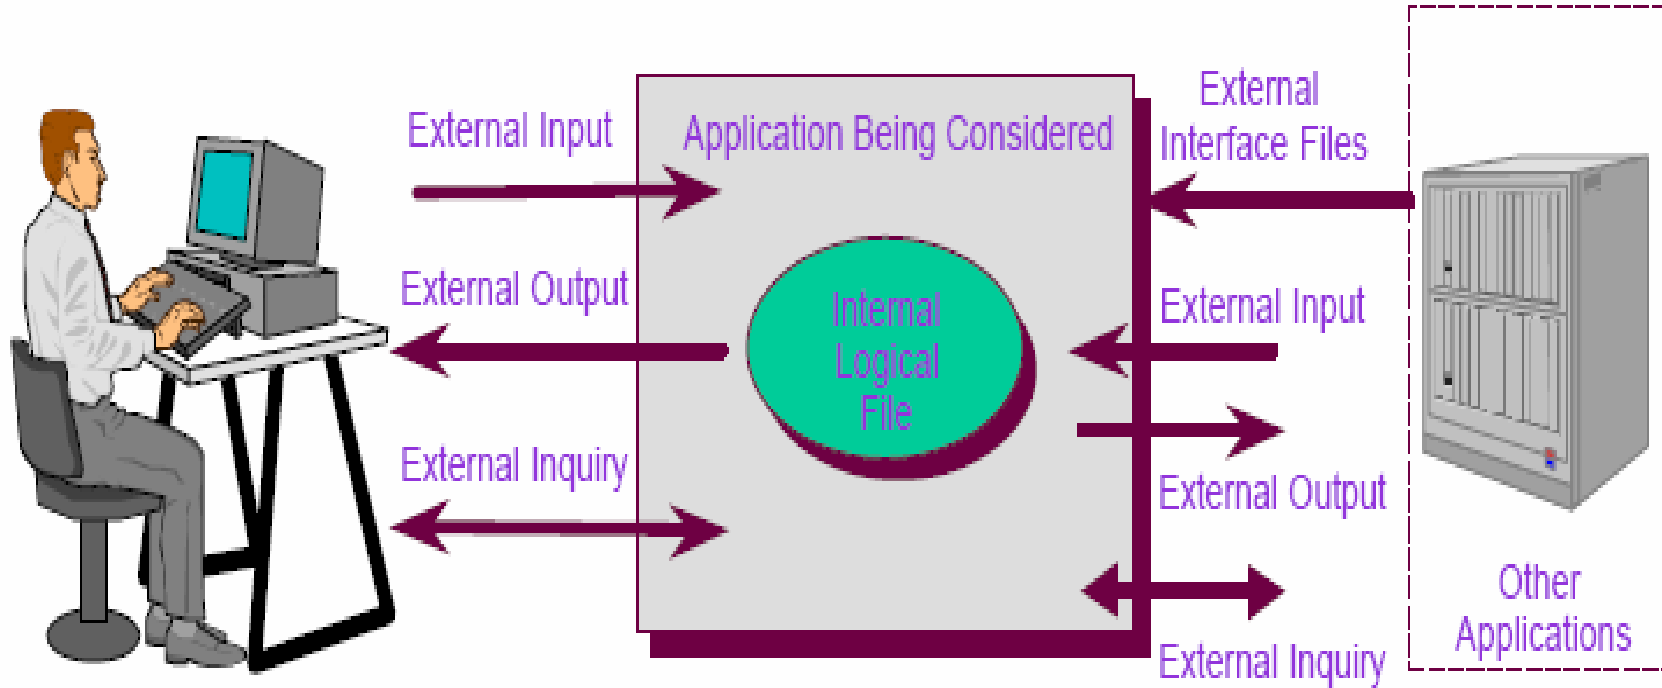 External Input
External Output
External Inquiry
Application Being Considered
Internal
Logical
File
External
Interface Files
External Input
External Output
External Inquiry
Other
Applications